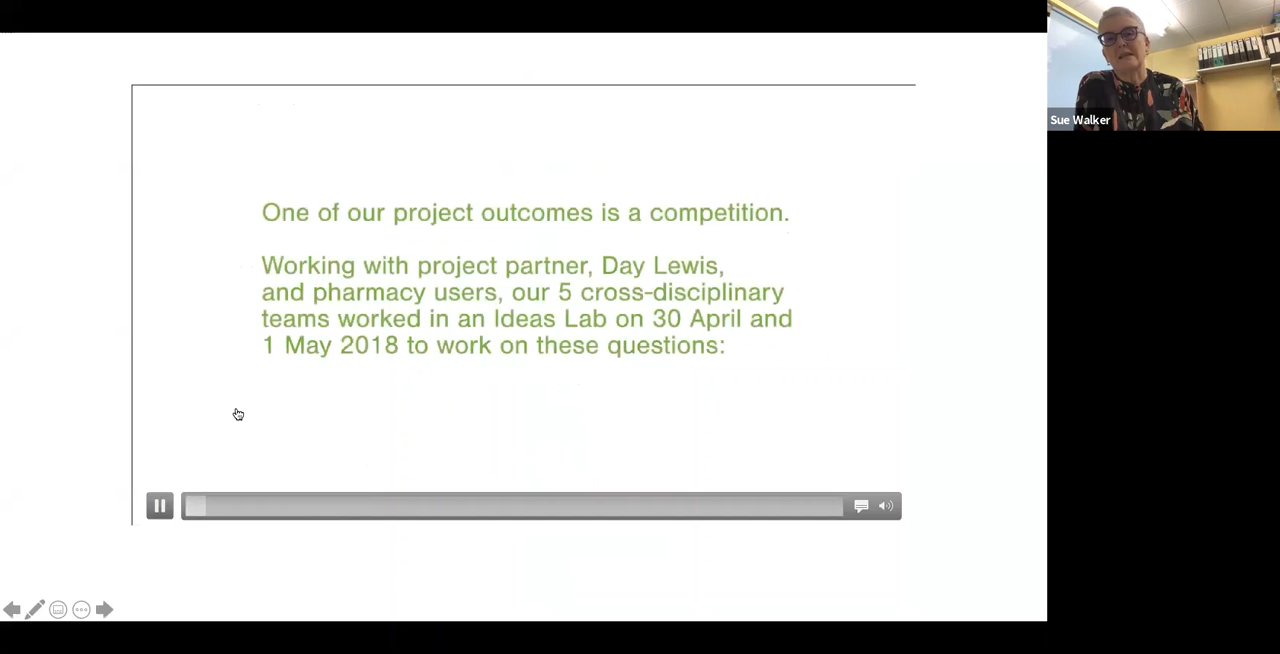 One of our project outcomes is a competition.
Working with project partner, Day Lewis,
and pharmacy users, our 5 cross-disciplinary
teams worked in an Ideas Lab on 30 April and
1 May 2018 to work on these questions:
Sue Walker